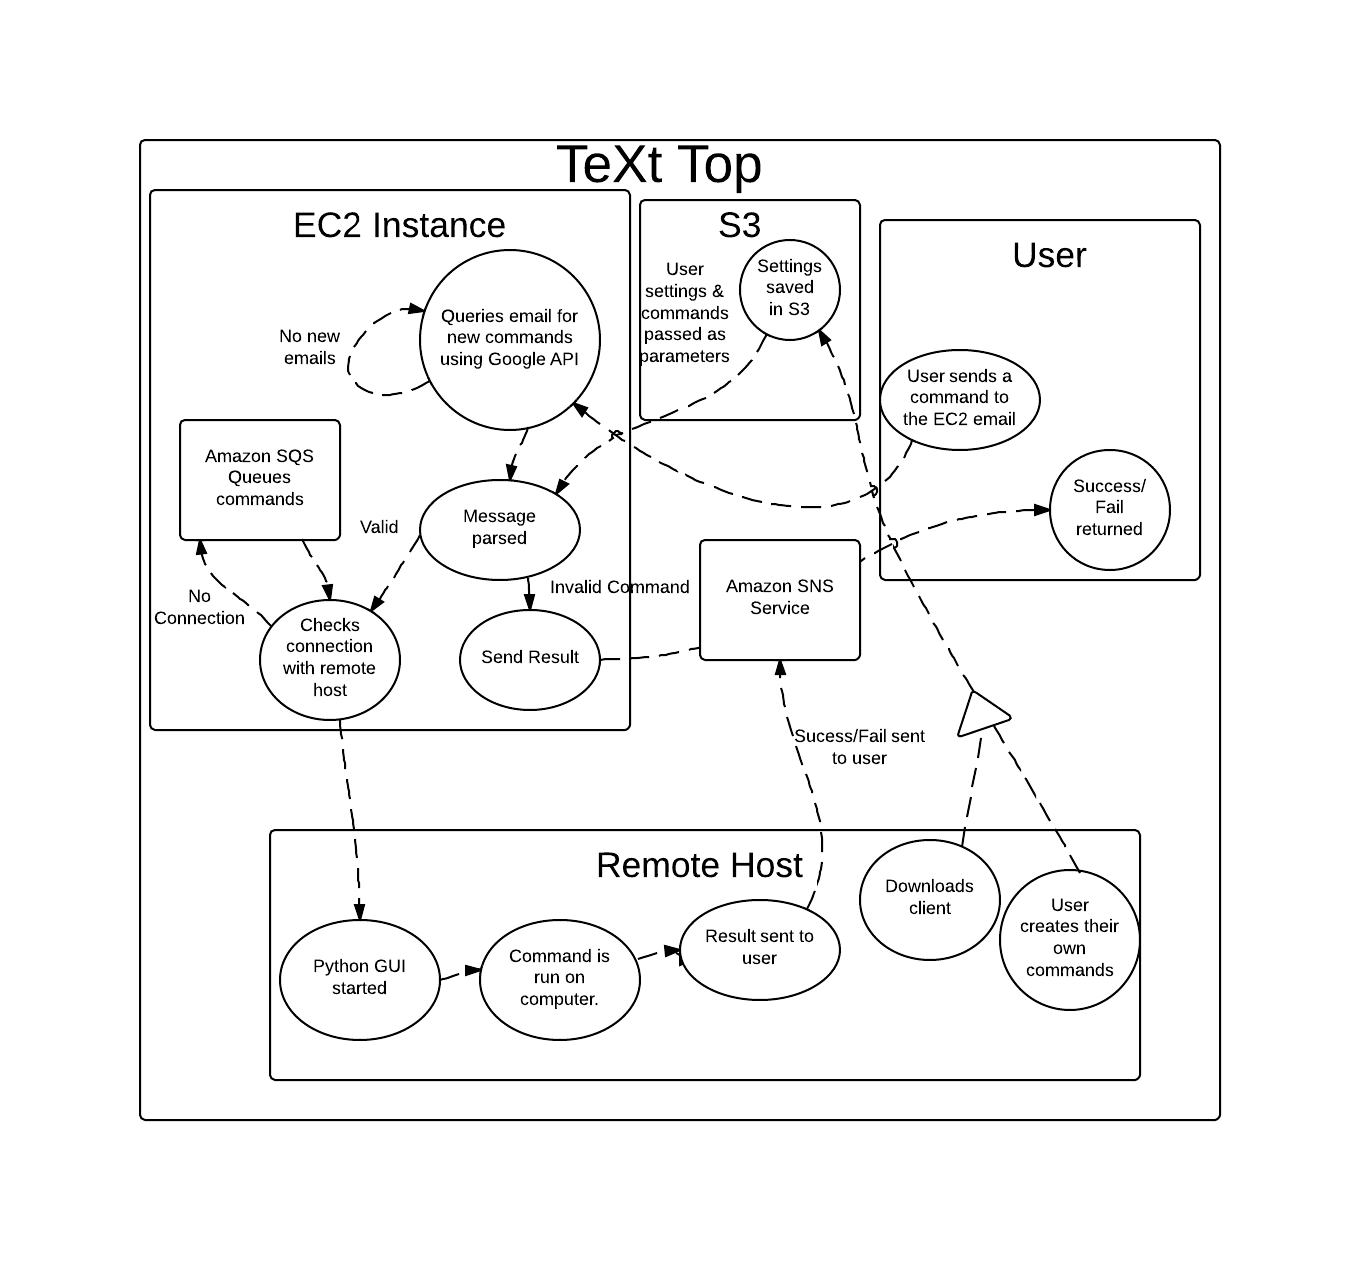 TeXt Top
EC2 Instance
Queries email for
new commands
using Google API
No new
emails
Amazon SQS
Queues
commands
Valid
Message
parsed
Invalid Command
No
Connection
Checks
connection
with remote
host
Send Result
S3
Settings
saved
in S3
User
settings &
commands
passed as
parameters
User
User sends a
command to
the EC2 email
Success/
Fail
returned
Amazon SNS
Service
Sucess/Fail sent
to user
Remote Host
Python GUI
started
Command is
run on
computer.
Result sent to
user
Downloads
client
User
creates their
own
commands